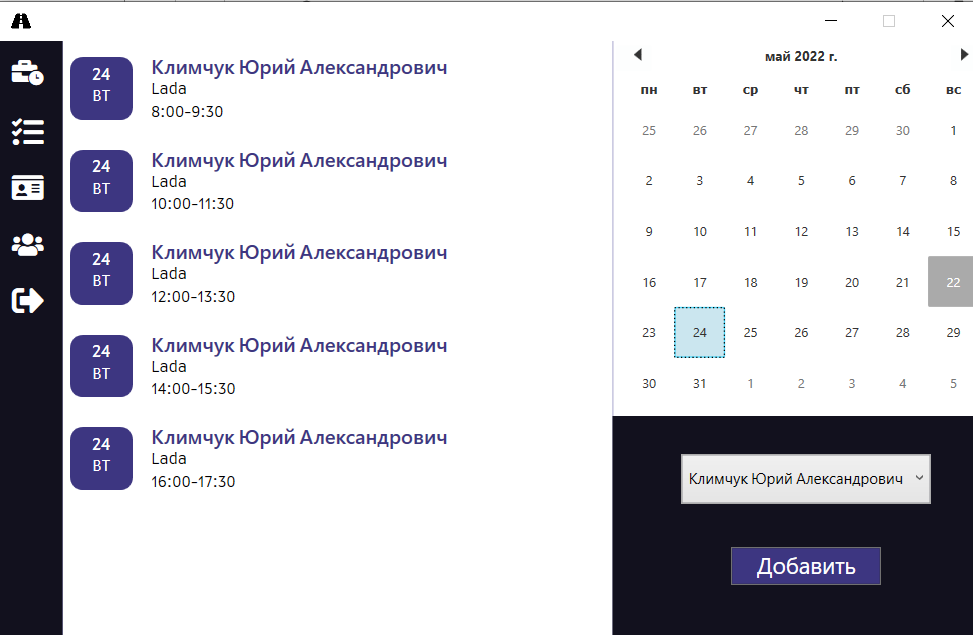 24
ВТ
Климчук Юрий Александрович
Lada
8:00-9:30
24
ВТ
Климчук Юрий Александрович
Lada
10:00-11:30
24
ВТ
Климчук Юрий Александрович
Lada
12:00-13:30
24
ВТ
Климчук Юрий Александрович
Lada
14:00-15:30
24
ВТ
Климчук Юрий Александрович
Lada
16:00-17:30
май 2022 г.
пн вт ср чт пт сб вс
25 26 27 28 29 30 1
2 3 4 5 6 7 8
9 10 11 12 13 14 15
16 17 18 19 20 21 22
23 24 25 26 27 28 29
30 31 1 2 3 4 5
Климчук Юрий Александрович
Добавить